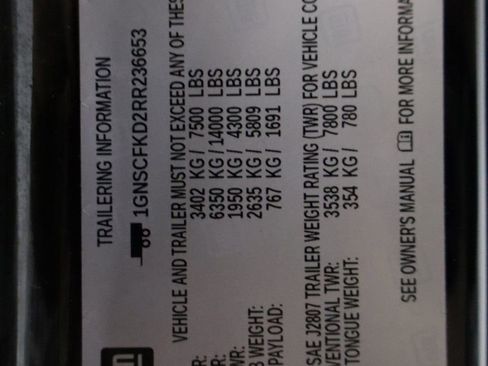 TRAILERING INFORMATION
1GNSCFKD2RR236653
VEHICLE AND TRAILER MUST NOT EXCEED ANY OF THESE
R: 3402 KG / 7500 LBS
R: 6350 KG / 14000 LBS
WR: 1950 KG / 4300 LBS
B WEIGHT: 2635 KG / 5809 LBS
PAYLOAD: 767 KG / 1691 LBS
SAE J2807 TRAILER WEIGHT RATING (TWR) FOR VEHICLE CO
VENTIONAL TWR: 3538 KG / 7800 LBS
TONGUE WEIGHT: 354 KG / 780 LBS
SEE OWNER'S MANUAL FOR MORE INFORMA